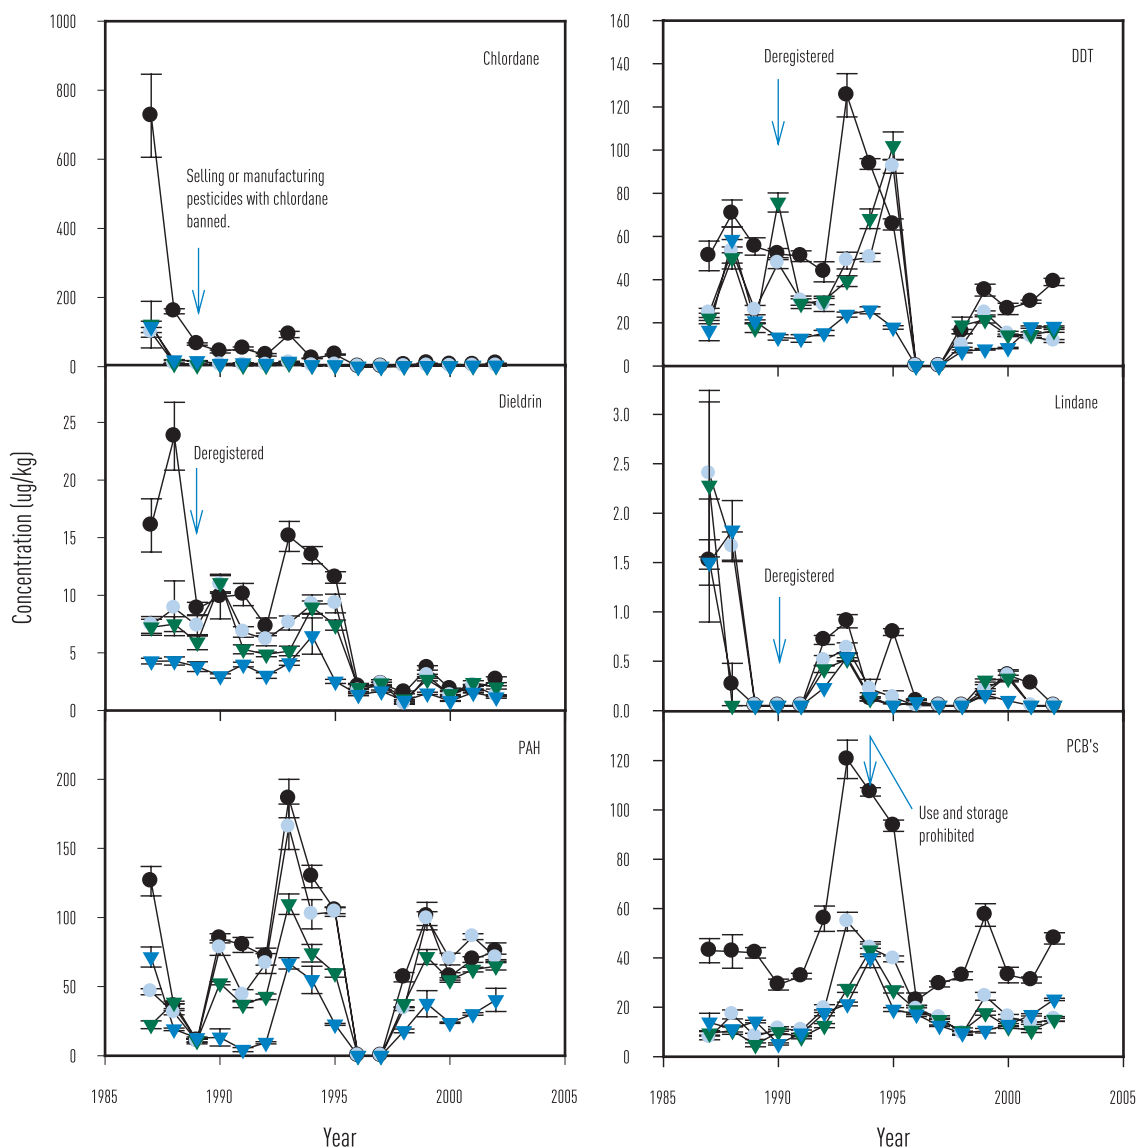 Concentration (ug/kg)
1000
800
600
400
200
0
Chlordane
Selling or manufacturing
pesticides with chlordane
banned.
160
140
120
100
80
60
40
20
0
Deregistered
DDT
25
20
15
10
5
0
Dieldrin
Deregistered
3.0
2.5
2.0
1.5
1.0
0.5
0.0
Lindane
Deregistered
200
150
100
50
0
PAH
1985
1990
1995
2000
2005
Year
120
100
80
60
40
20
0
PCB's
Use and storage
prohibited
1985
1990
1995
2000
2005
Year